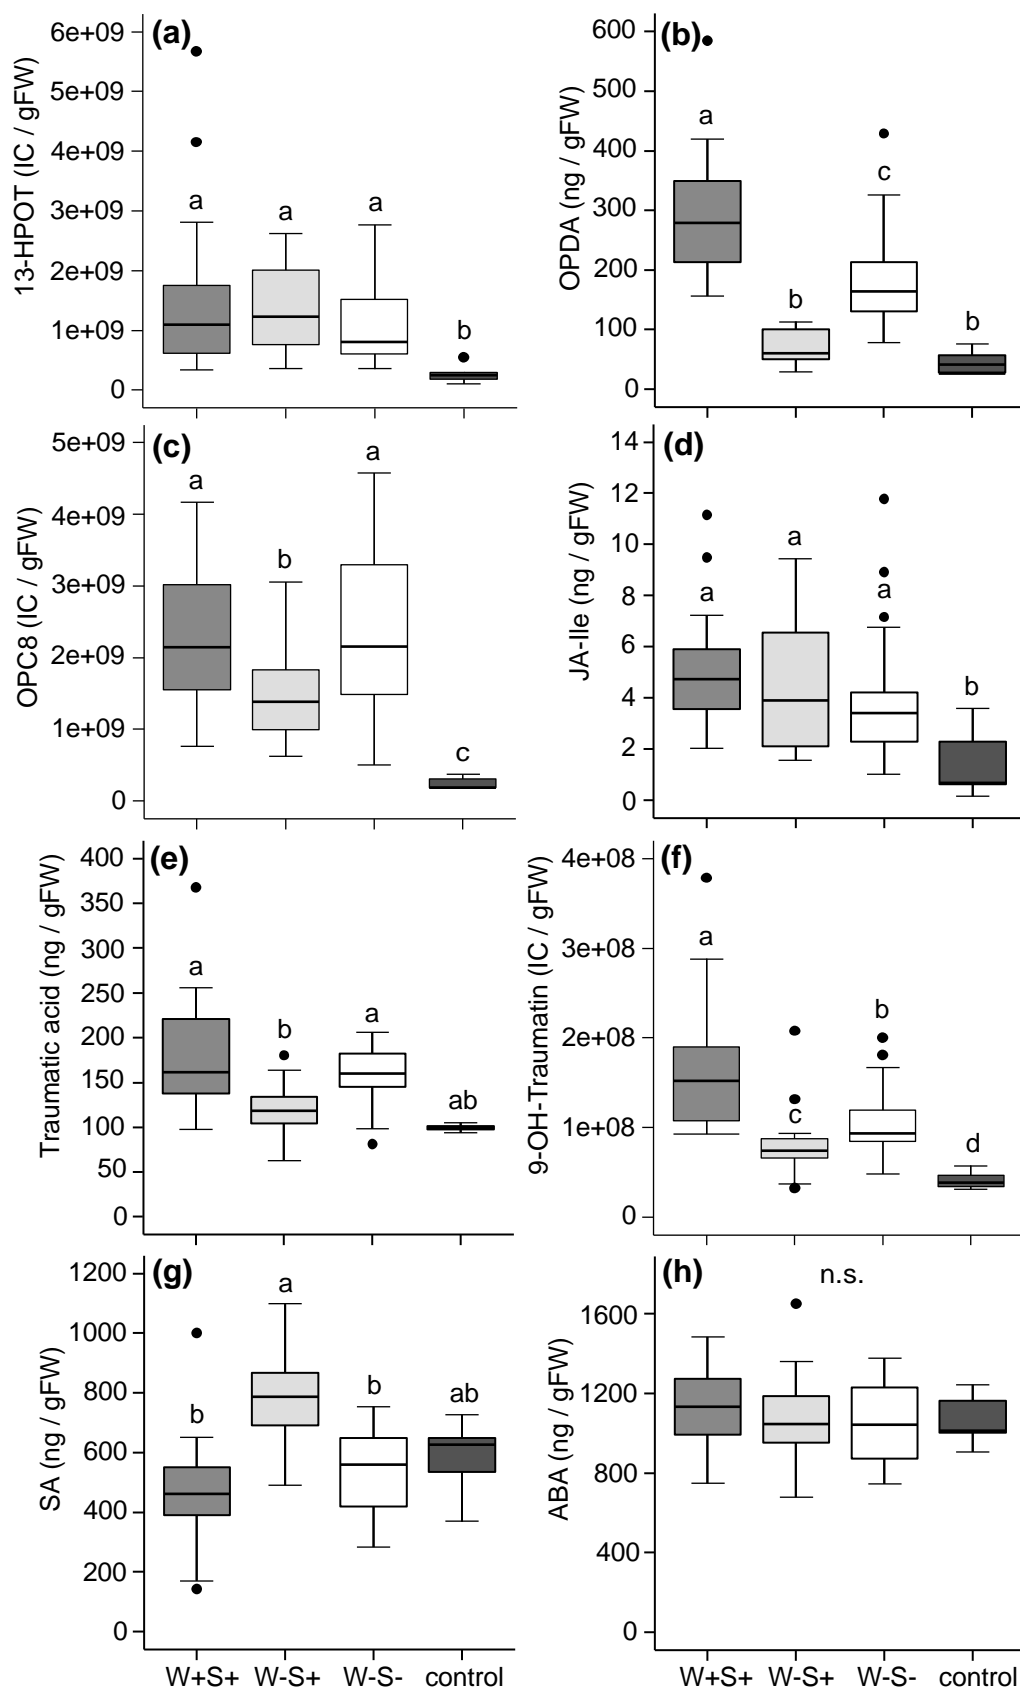 (a)
13-HPOT (IC / gFW)
6e+09
5e+09
4e+09
3e+09
2e+09
1e+09
0
a
a
a
b
(b)
OPDA (ng / gFW)
600
500
400
300
200
100
0
a
b
c
b
(c)
OPC8 (IC / gFW)
5e+09
4e+09
3e+09
2e+09
1e+09
0
a
b
a
c
(d)
JA-Ile (ng / gFW)
14
12
10
8
6
4
2
0
a
a
a
b
(e)
Traumatic acid (ng / gFW)
400
350
300
250
200
150
100
50
0
a
b
a
ab
(f)
9-OH-Traumatin (IC / gFW)
4e+08
3e+08
2e+08
1e+08
0
a
c
b
d
(g)
SA (ng / gFW)
1200
1000
800
600
400
200
0
b
a
b
ab
W+S+ W-S+ W-S- control
(h)
n.s.
ABA (ng / gFW)
1600
1200
800
400
0
W+S+ W-S+ W-S- control